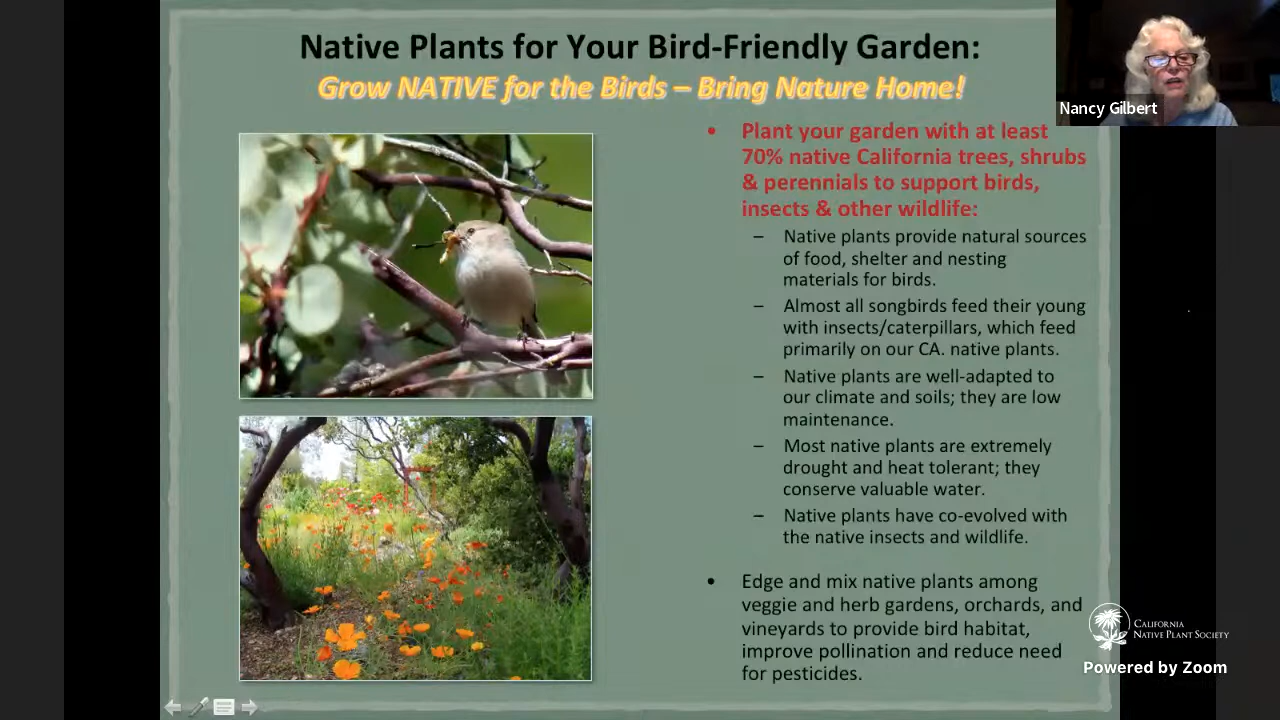 Native Plants for Your Bird-Friendly Garden:
Grow NATIVE for the Birds – Bring Nature Home!
Nancy Gilbert
• Plant your garden with at least
70% native California trees, shrubs
& perennials to support birds,
insects & other wildlife:
– Native plants provide natural sources
of food, shelter and nesting
materials for birds.
– Almost all songbirds feed their young
with insects/caterpillars, which feed
primarily on our CA. native plants.
– Native plants are well-adapted to
our climate and soils; they are low
maintenance.
– Most native plants are extremely
drought and heat tolerant; they
conserve valuable water.
– Native plants have co-evolved with
the native insects and wildlife.
• Edge and mix native plants among
veggie and herb gardens, orchards, and
vineyards to provide bird habitat,
improve pollination and reduce need
for pesticides.
CALIFORNIA
NATIVE PLANT SOCIETY
Powered by Zoom